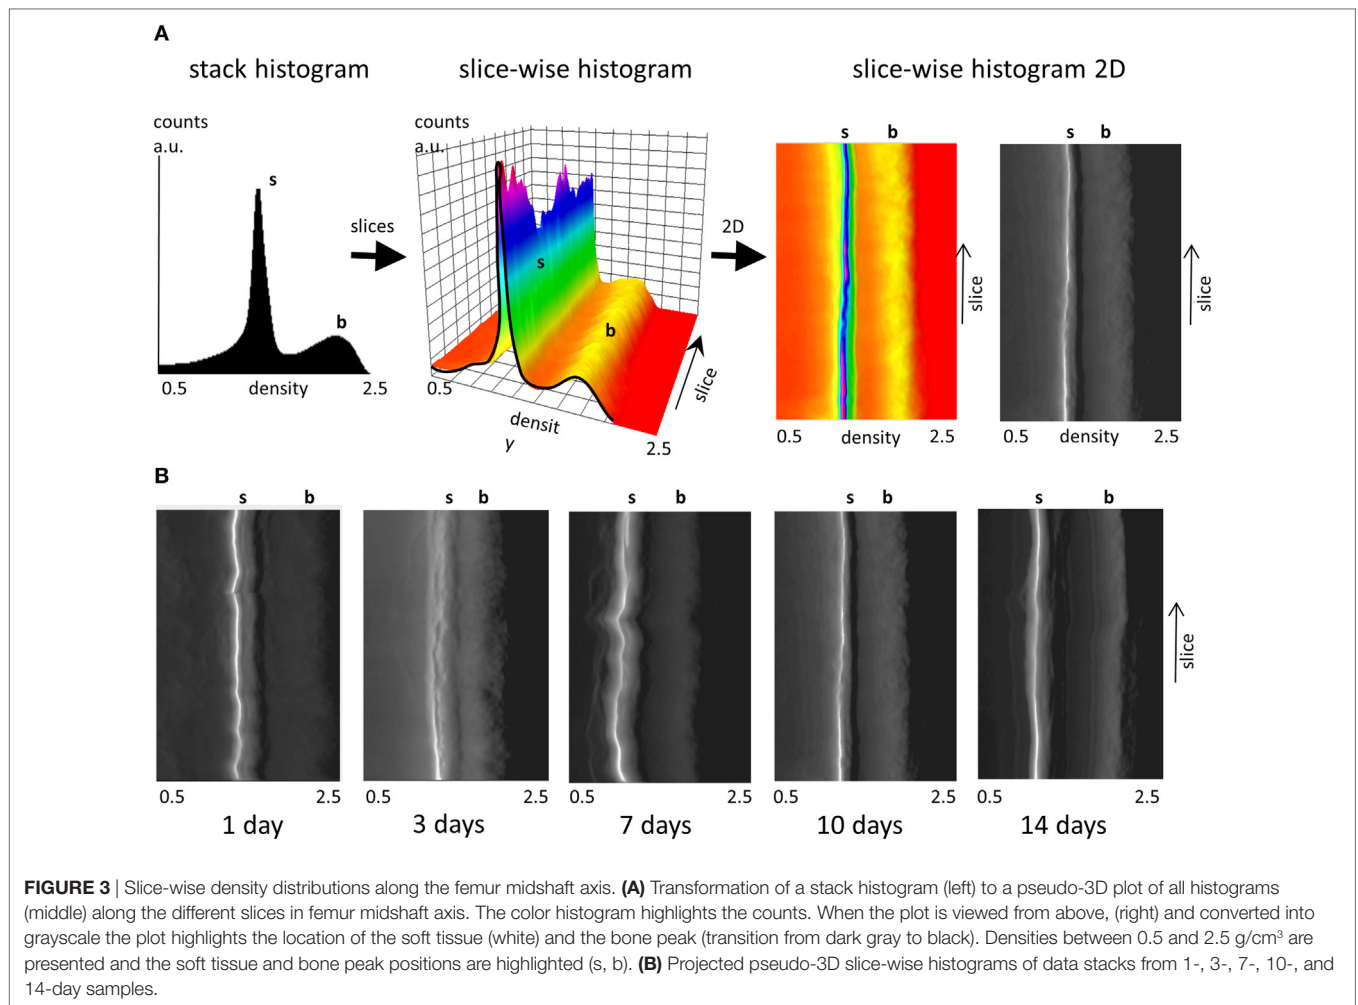 A
stack histogram
slice-wise histogram
slice-wise histogram 2D
counts
a.u.
s
b
0.5
density
2.5
slices
counts
a.u.
s
b
0.5
densit
y
2.5
slice
2D
s
b
slice
0.5
density
2.5
s
b
slice
0.5
density
2.5
B
s
b
0.5
2.5
1 day
s
b
0.5
2.5
3 days
s
b
0.5
2.5
7 days
s
b
0.5
2.5
10 days
s
b
0.5
2.5
14 days
slice
FIGURE 3 | Slice-wise density distributions along the femur midshaft axis. (A) Transformation of a stack histogram (left) to a pseudo-3D plot of all histograms
(middle) along the different slices in femur midshaft axis. The color histogram highlights the counts. When the plot is viewed from above, (right) and converted into
grayscale the plot highlights the location of the soft tissue (white) and the bone peak (transition from dark gray to black). Densities between 0.5 and 2.5 g/cm³ are
presented and the soft tissue and bone peak positions are highlighted (s, b). (B) Projected pseudo-3D slice-wise histograms of data stacks from 1-, 3-, 7-, 10-, and
14-day samples.